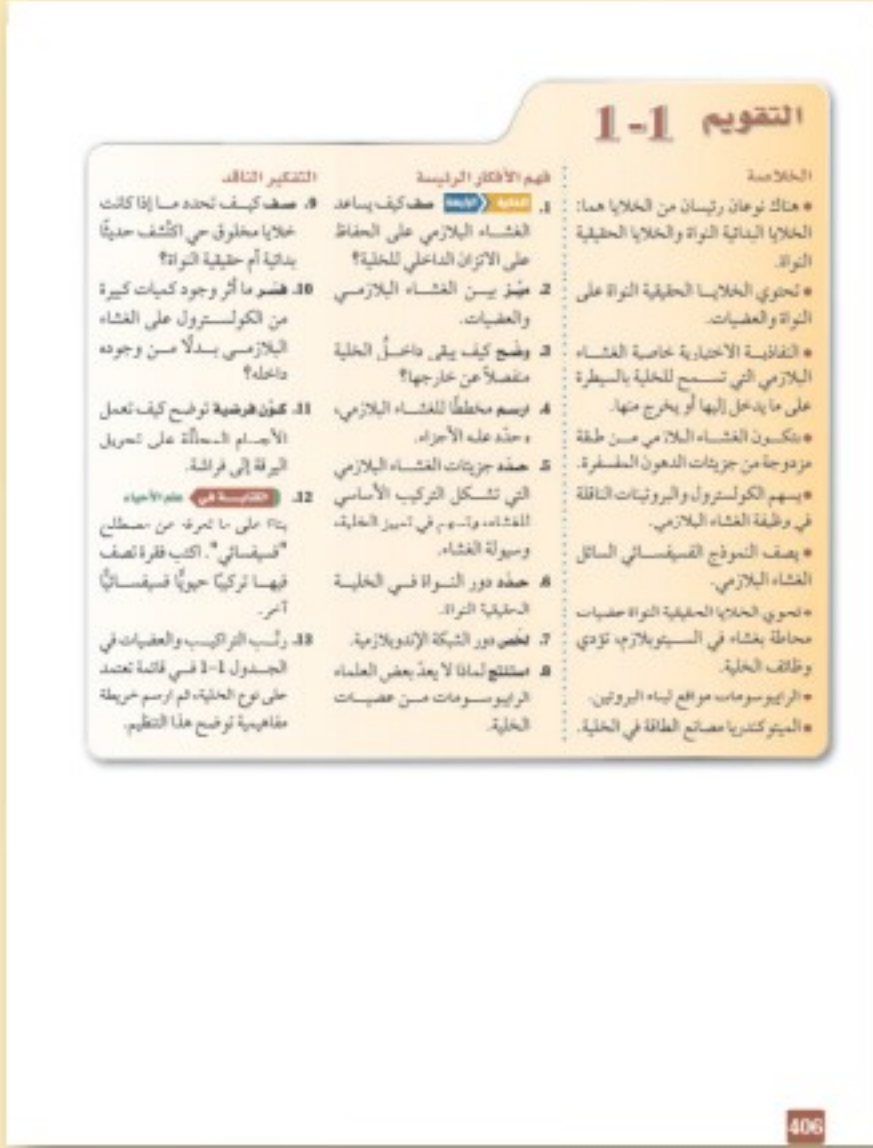 التقويم 1-1
الخلاصة
• هناك نوعان رئيسان من الخلايا هما:
الخلايا البدائية النواة والخلايا الحقيقية
النواة.
• تحتوي الخلايا الحقيقية النواة على
النواة والعضيات.
• النفاذية الاختيارية خاصية الغشاء
البلازمي التي تسمح للخلية بالسيطرة
على ما يدخل إليها أو يخرج منها.
• يتكون الغشاء البلازمي من طبقة
مزدوجة من جزيئات الدهون المفسفرة.
• يسهم الكولسترول والبروتينات الناقلة
في وظيفة الغشاء البلازمي.
• يصف النموذج الفسيفسائي السائل
الغشاء البلازمي.
• تحوي الخلايا الحقيقية النواة عضيات
محاطة بغشاء في السيتوبلازم، تؤدي
وظائف الخلية.
• الرايبوسومات مواقع لبناء البروتين.
• الميتوكندريا مصانع الطاقة في الخلية.
فهم الأفكار الرئيسة
1. الفكرة الرئيسة صف كيف يساعد
الغشاء البلازمي على الحفاظ
على الاتزان الداخلي للخلية؟
2. ميّز بين الغشاء البلازمي
والعضيات.
3. وضّح كيف يبقى داخلُ الخلية
منفصلاً عن خارجها؟
4. ارسم مخططًا للغشاء البلازمي،
وحدّد عليه الأجزاء.
5. حدّد جزيئات الغشاء البلازمي
التي تشكل التركيب الأساسي
للغشاء، وتسهم في تمييز الخلية،
وسيولة الغشاء.
6. حدّد دور النواة في الخلية
الحقيقية النواة.
7. لخّص دور الشبكة الإندوبلازمية.
8. استنتج لماذا لا يعدّ بعض العلماء
الرايبوسومات من عضيات
الخلية.
التفكير الناقد
9. صف كيف تحدد ما إذا كانت
خلايا مخلوق حي اكتُشف حديثًا
بدائية أم حقيقية النواة؟
10. فسّر ما أثر وجود كميات كبيرة
من الكولسترول على الغشاء
البلازمي بدلًا من وجوده
داخله؟
11. كوّن فرضية توضح كيف تعمل
الأجسام المحلّلة على تحويل
اليرقة إلى فراشة.
12. الكتابة في علم الأحياء
بناءً على ما تعرفه عن مصطلح
"فسيفسائي". اكتب فقرة تصف
فيها تركيبًا حيويًّا فسيفسائيًّا
آخر.
13. رتّب التراكيب والعضيات في
الجدول 1-1 في قائمة تعتمد
على نوع الخلية، ثم ارسم خريطة
مفاهيمية توضح هذا التنظيم.
406